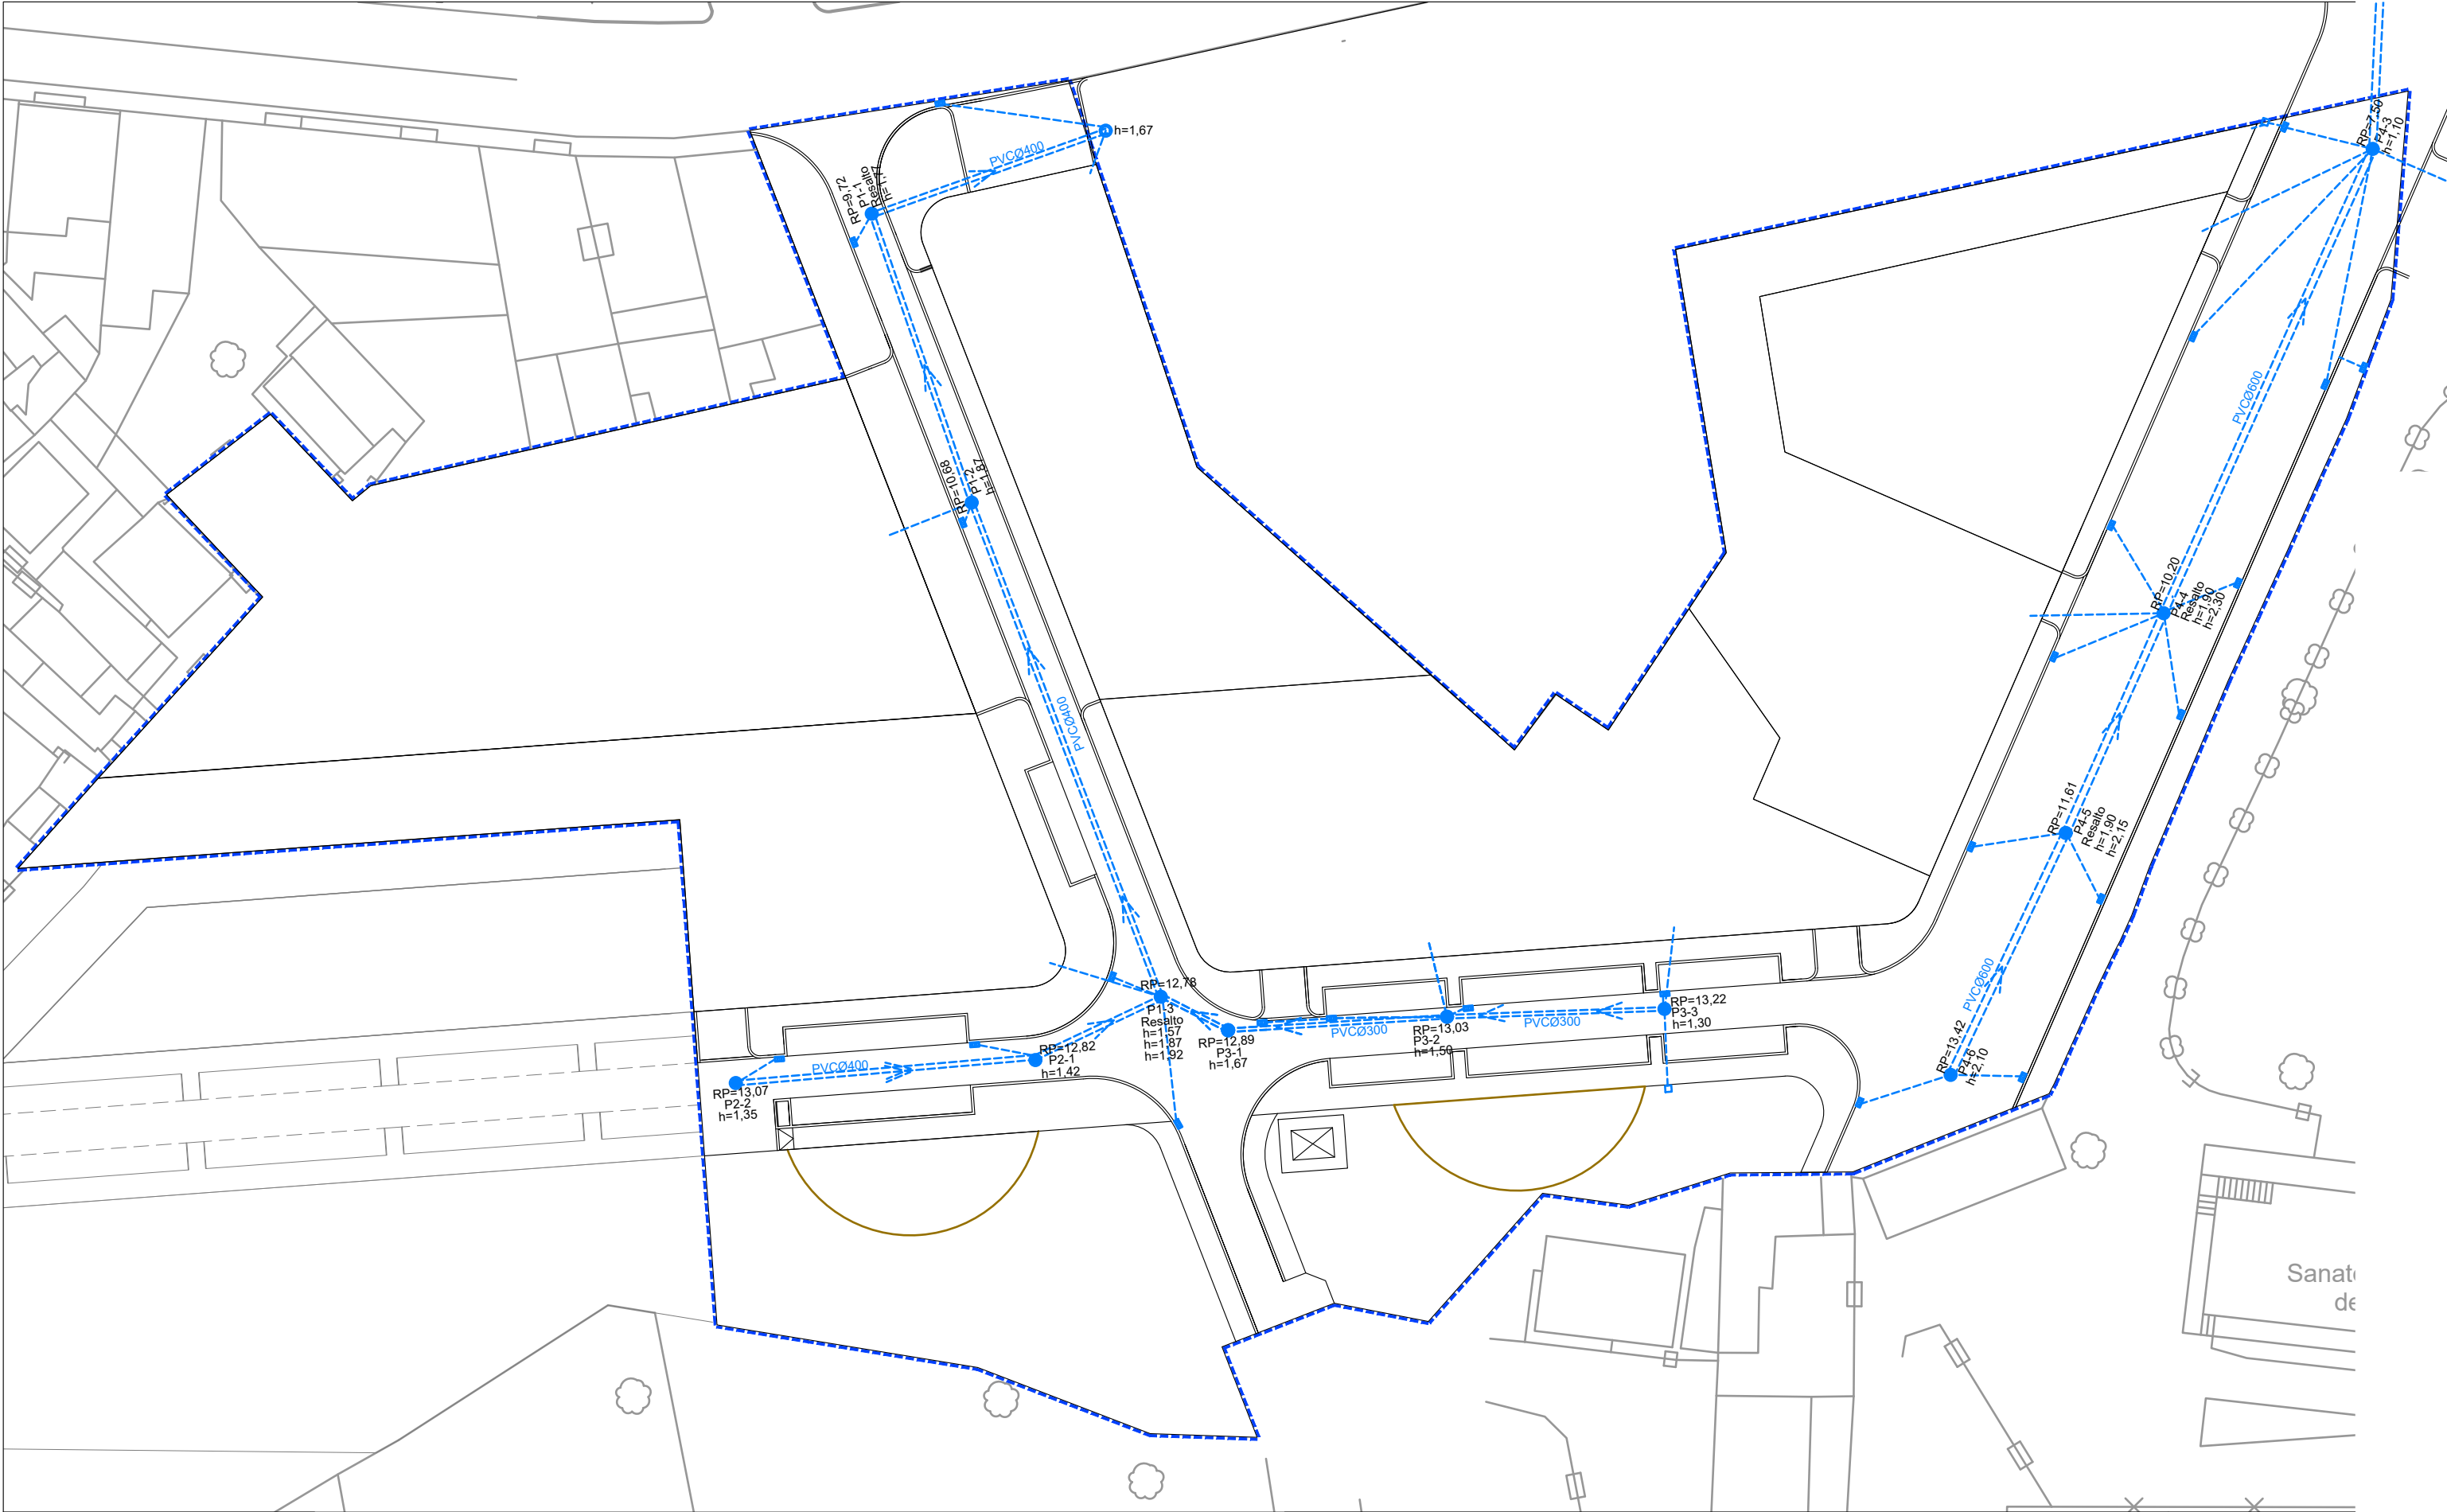 h=1,67
PVCØ400
RP=9,72
P1-1
Resalto
h=1,77
RP=7,50
P4-3
h=1,10
PVCØ600
RP=10,68
P1-2
h=1,87
RP=10,20
P4-4
Resalto
h=1,90
h=2,30
PVCØ400
RP=11,61
P4-5
Resalto
h=1,90
h=2,15
PVCØ600
RP=12,78
P1-3
Resalto
h=1,57
h=1,87
h=1,92
RP=13,22
P3-3
h=1,30
PVCØ300
PVCØ300
RP=13,03
P3-2
h=1,50
RP=12,89
P3-1
h=1,67
RP=12,82
P2-1
h=1,42
PVCØ400
RP=13,07
P2-2
h=1,35
RP=13,42
P4-6
h=2,10
Sanat
de